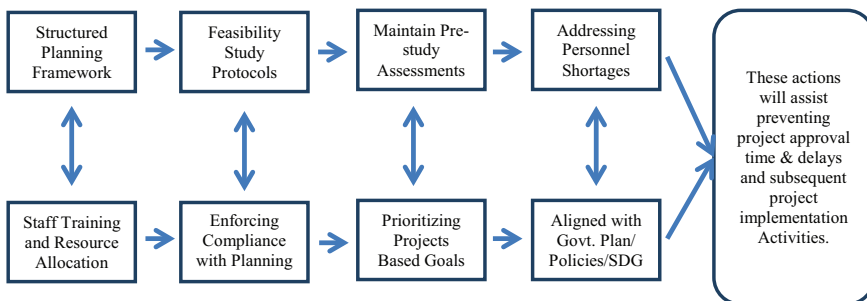 Structured
Planning
Framework
Feasibility
Study
Protocols
Maintain Pre-
study
Assessments
Addressing
Personnel
Shortages
These actions
will assist
preventing
project approval
time & delays
and subsequent
project
implementation
Activities.
Staff Training
and Resource
Allocation
Enforcing
Compliance
with Planning
Prioritizing
Projects
Based Goals
Aligned with
Govt. Plan/
Policies/SDG